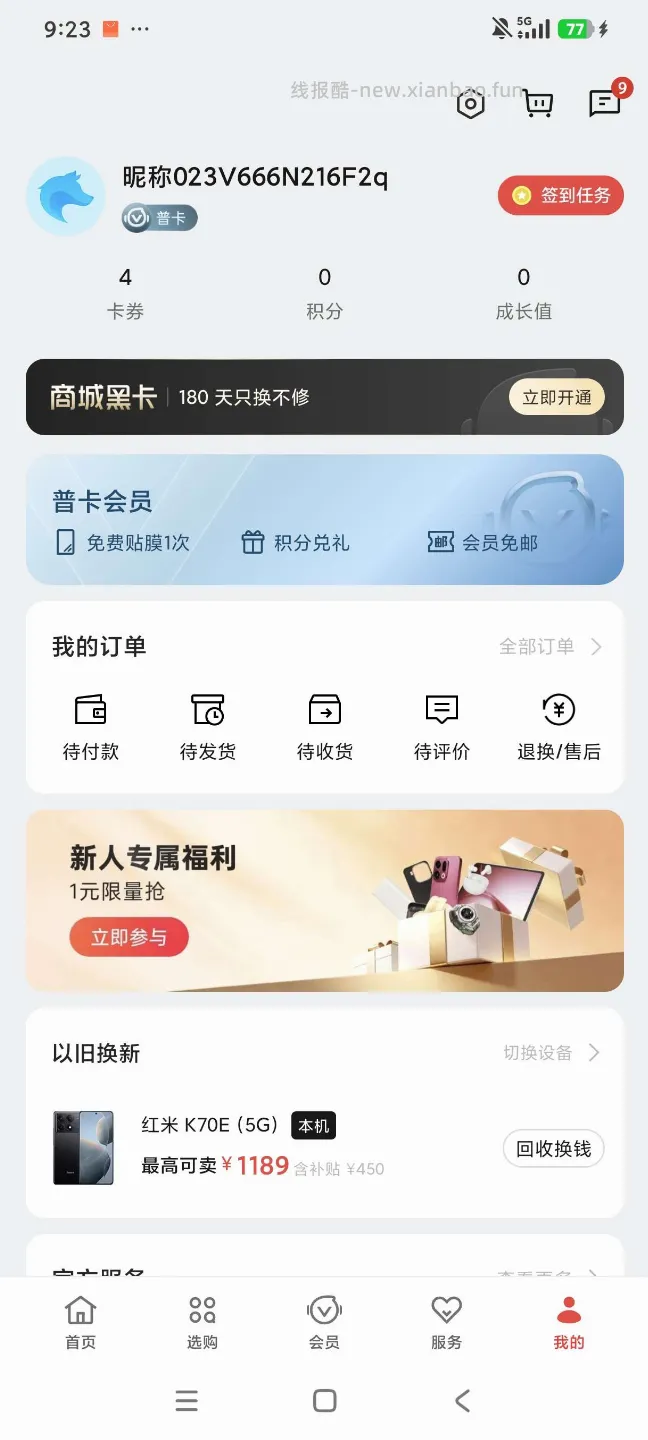 9:23
5G
77
线报酷-new.xianbao.fun
9
昵称023V666N216F2q
普卡
签到任务
4
0
0
卡券
积分
成长值
商城黑卡
180 天只换不修
立即开通
普卡会员
免费贴膜1次
积分兑礼
邮
会员免邮
我的订单
全部订单
待付款
待发货
待收货
待评价
退换/售后
新人专属福利
1元限量抢
立即参与
以旧换新
切换设备
红米 K70E (5G)
本机
最高可卖¥1189 含补贴 ¥450
回收换钱
官方服务
查看更多
首页
选购
会员
服务
我的